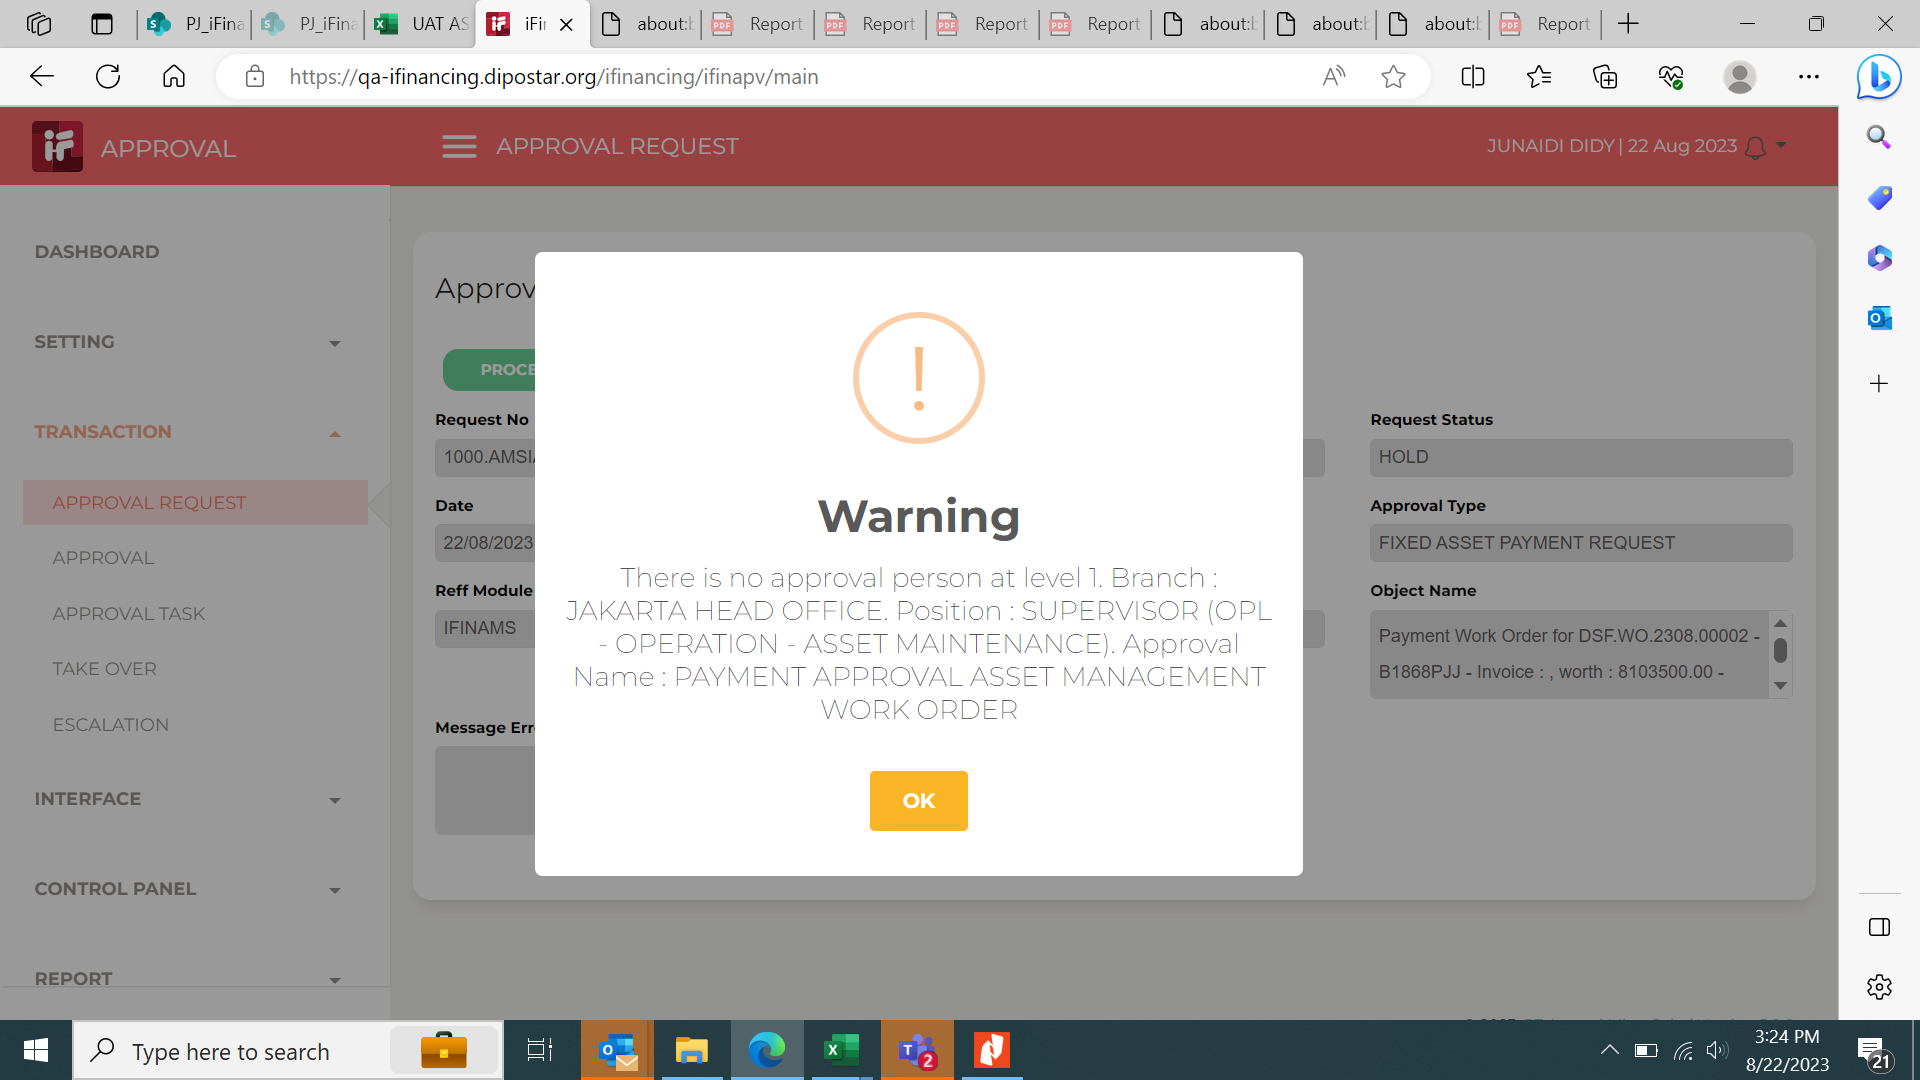 PJ_iFina
PJ_iFina
UAT AS
iFi
about:b
Report
Report
Report
Report
about:b
about:b
about:b
Report
https://qa-ifinancing.dipostar.org/ifinancing/ifinapv/main
APPROVAL
APPROVAL REQUEST
JUNAIDI DIDY | 22 Aug 2023
DASHBOARD
SETTING
TRANSACTION
APPROVAL REQUEST
APPROVAL
APPROVAL TASK
TAKE OVER
ESCALATION
INTERFACE
CONTROL PANEL
REPORT
Approv
PROCE
Request No
1000.AMSI
Date
22/08/2023
Reff Module
IFINAMS
Message Err
Request Status
HOLD
Approval Type
FIXED ASSET PAYMENT REQUEST
Object Name
Payment Work Order for DSF.WO.2308.00002 -
B1868PJJ - Invoice : , worth : 8103500.00 -
!
Warning
There is no approval person at level 1. Branch :
JAKARTA HEAD OFFICE. Position : SUPERVISOR (OPL
- OPERATION - ASSET MAINTENANCE). Approval
Name : PAYMENT APPROVAL ASSET MANAGEMENT
WORK ORDER
OK
Type here to search
2
3:24 PM
8/22/2023
21